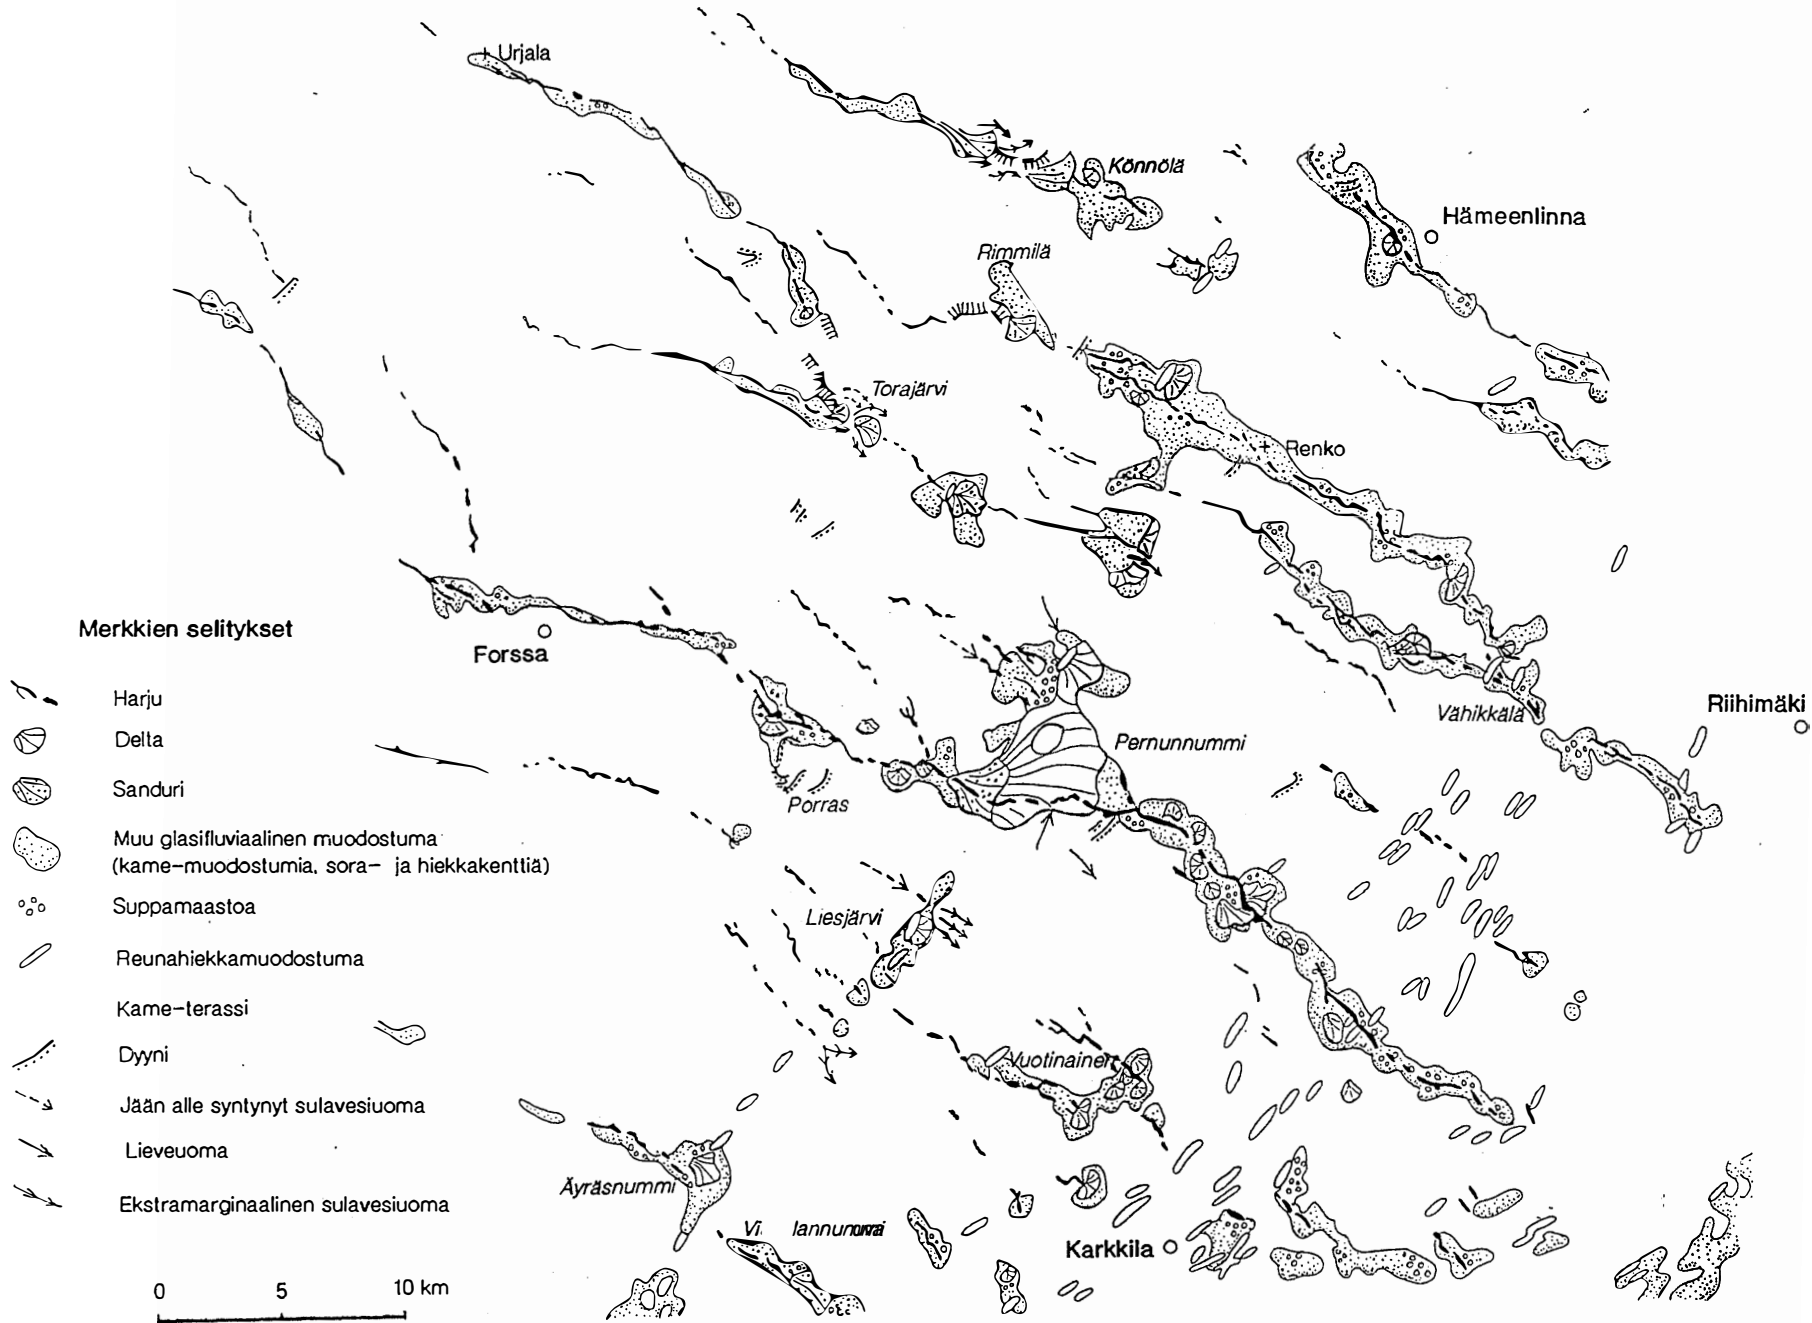 Urjala
Könnölä
Hämeenlinna
Rimmilä
Torajärvi
Renko
Merkkien selitykset
Forssa
Harju
Delta
Sanduri
Muu glasifluviaalinen muodostuma
(kame-muodostumia, sora- ja hiekkakenttiä)
Suppamaastoa
Reunahiekkamuodostuma
Kame-terassi
Dyyni
Jään alle syntynyt sulavesiuoma
Lieveuoma
Ekstramarginaalinen sulavesiuoma
0 5 10 km
Vähikkälä
Riihimäki
Pernunnummi
Porras
Liesjärvi
Vuotinainen
Äyräsnummi
Karkkila